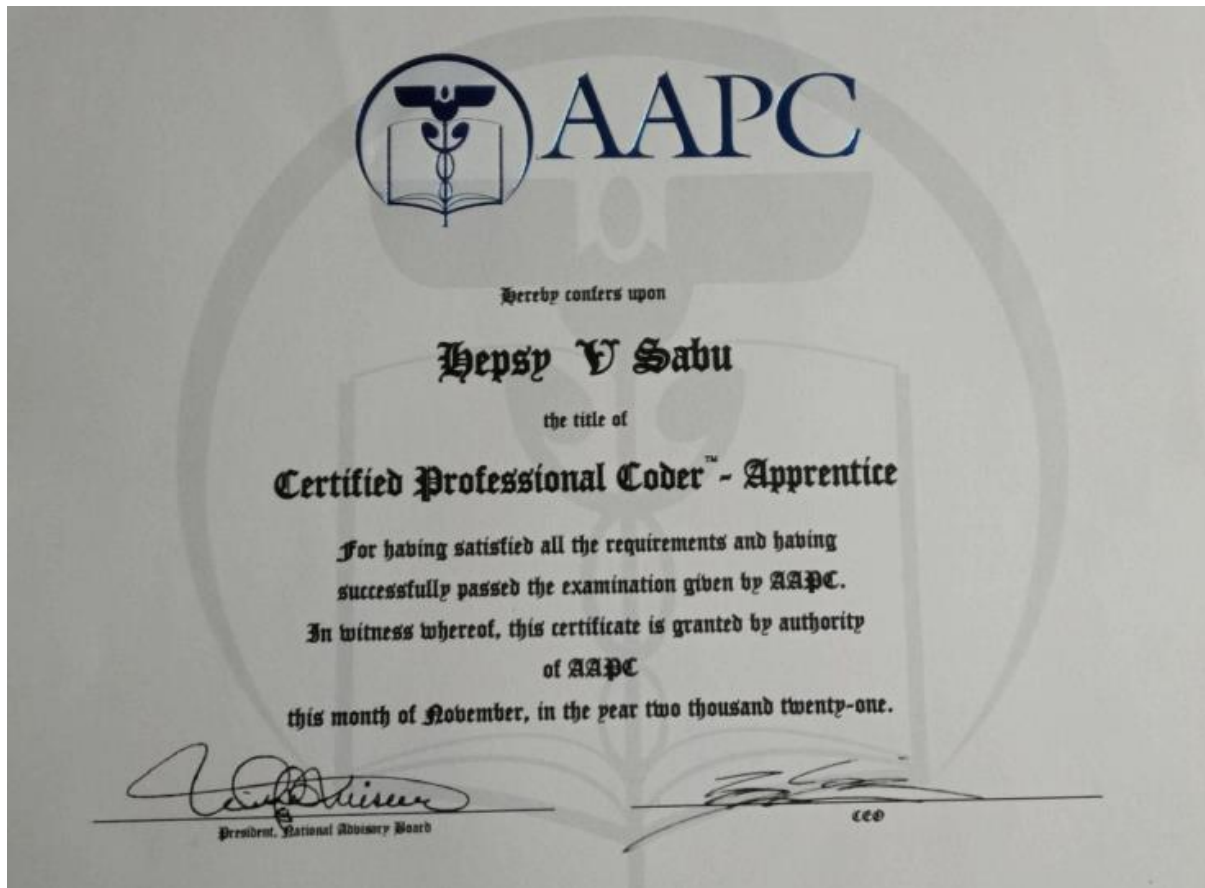 AAPC
Hereby confers upon
Hepsy V Sabu
the title of
Certified Professional Coder™- Apprentice
For having satisfied all the requirements and having
successfully passed the examination given by AAPC.
In witness whereof, this certificate is granted by authority
of AAPC
this month of November, in the year two thousand twenty-one.
President, National Advisory Board
CEO